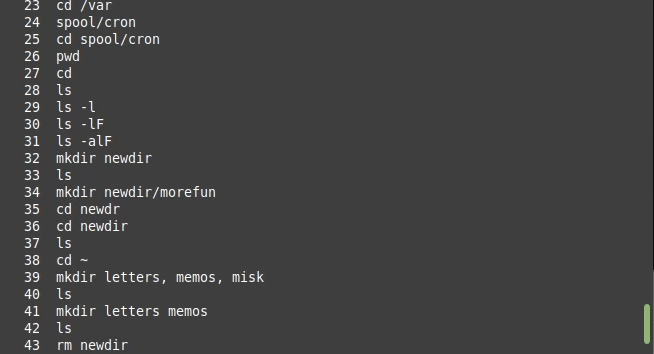 23 cd /var
24 spool/cron
25 cd spool/cron
26 pwd
27 cd
28 ls
29 ls -l
30 ls -lF
31 ls -alF
32 mkdir newdir
33 ls
34 mkdir newdir/morefun
35 cd newdr
36 cd newdir
37 ls
38 cd ~
39 mkdir letters, memos, misk
40 ls
41 mkdir letters memos
42 ls
43 rm newdir